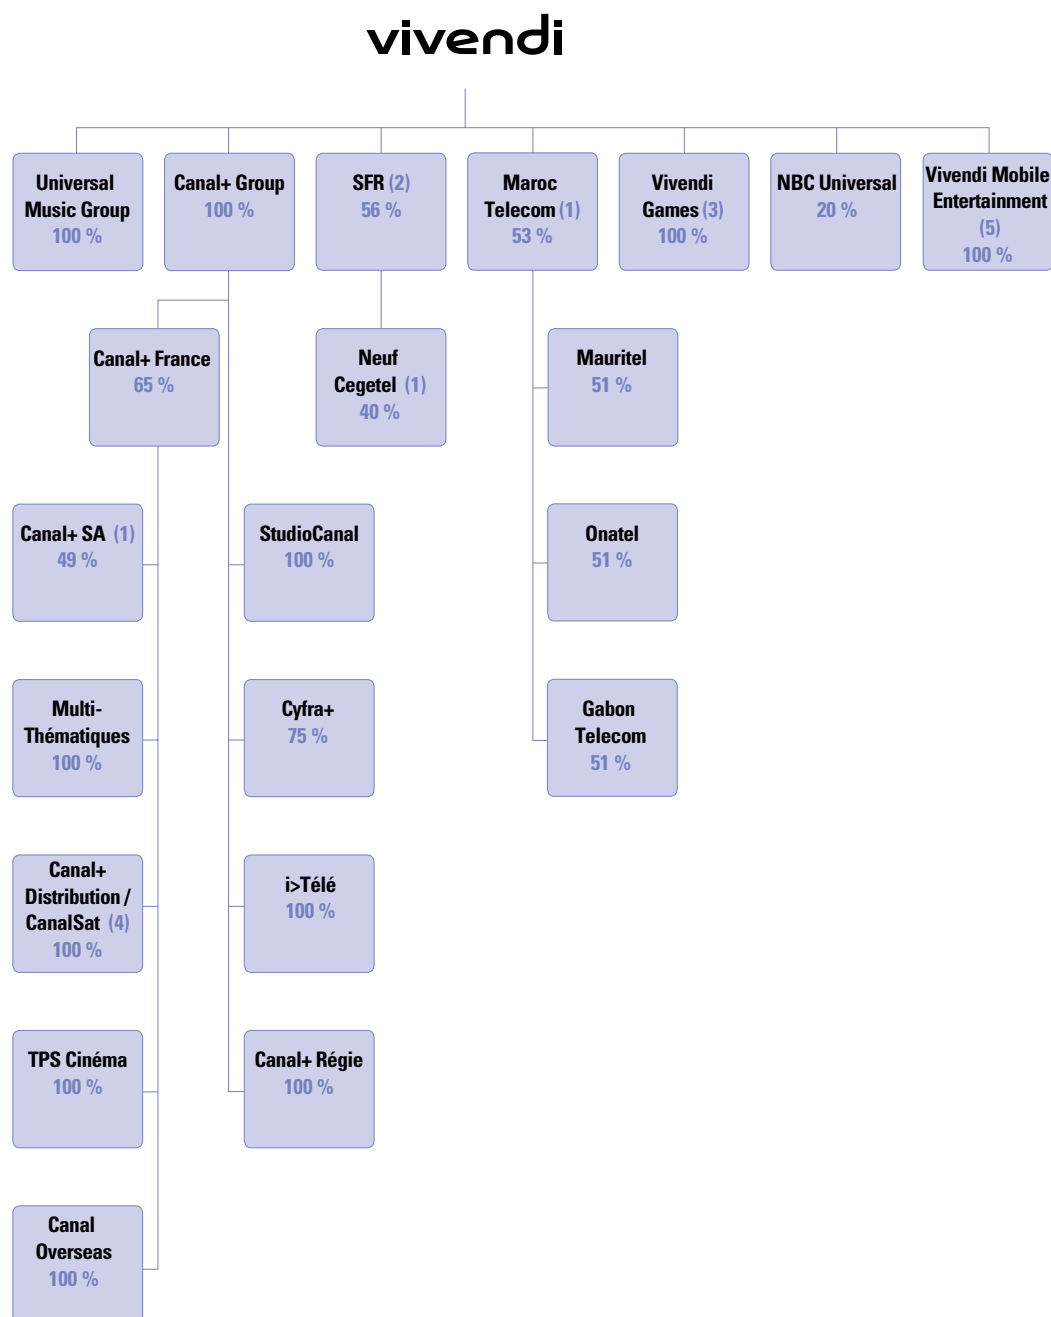 vivendi
Universal
Music Group
100 %
Canal+ Group
100 %
SFR (2)
56 %
Maroc
Telecom (1)
53 %
Vivendi
Games (3)
100 %
NBC Universal
20 %
Vivendi Mobile
Entertainment
(5)
100 %
Canal+ France
65 %
Neuf
Cegetel (1)
40 %
Mauritel
51 %
Canal+ SA (1)
49 %
StudioCanal
100 %
Onatel
51 %
Multi-
Thématiques
100 %
Cyfra+
75 %
Gabon
Telecom
51 %
Canal+
Distribution /
CanalSat (4)
100 %
i>Télé
100 %
TPS Cinéma
100 %
Canal+ Régie
100 %
Canal
Overseas
100 %